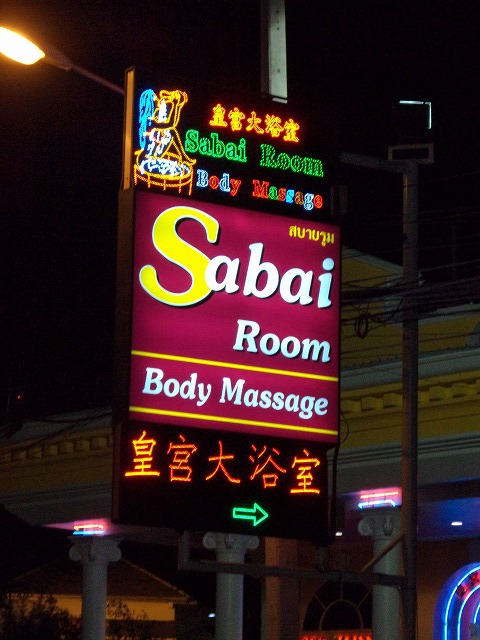 皇宮大浴室
Sabai Room
Body Massage
สบายรูม
Sabai
Room
Body Massage
皇宮大浴室